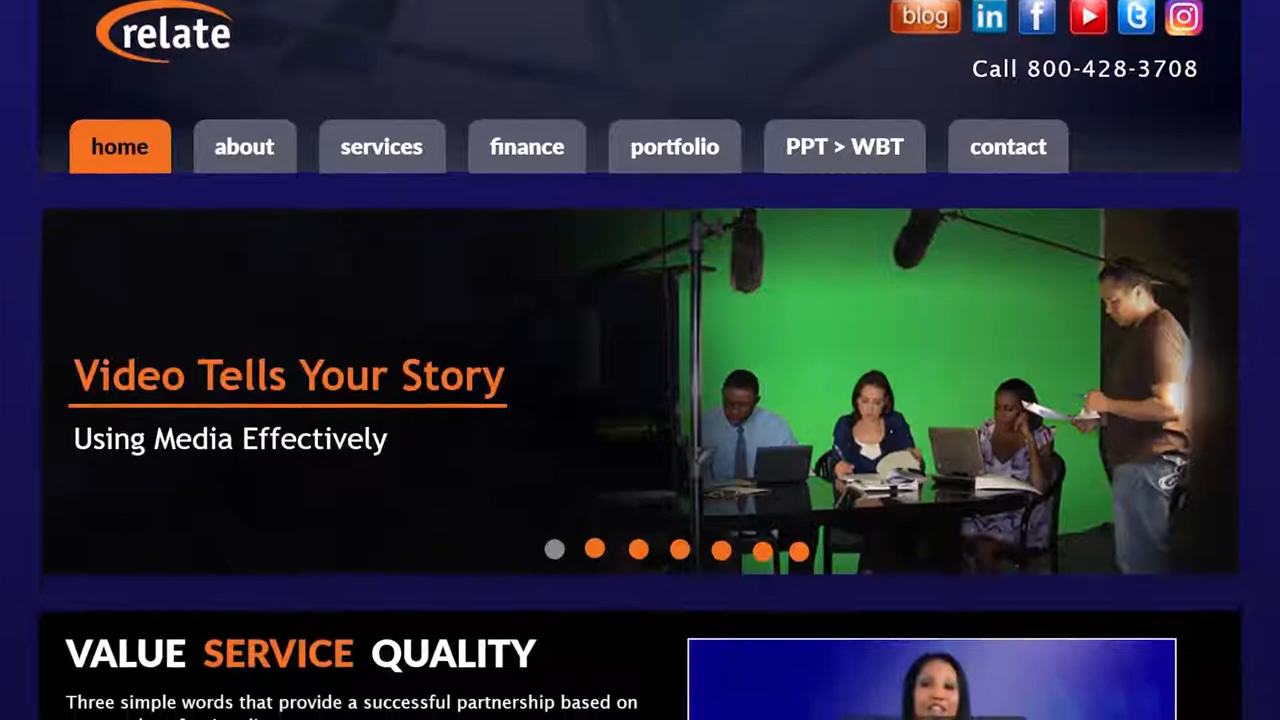 relate
blog
Call 800-428-3708
home about services finance portfolio PPT > WBT contact
Video Tells Your Story
Using Media Effectively
VALUE SERVICE QUALITY
Three simple words that provide a successful partnership based on